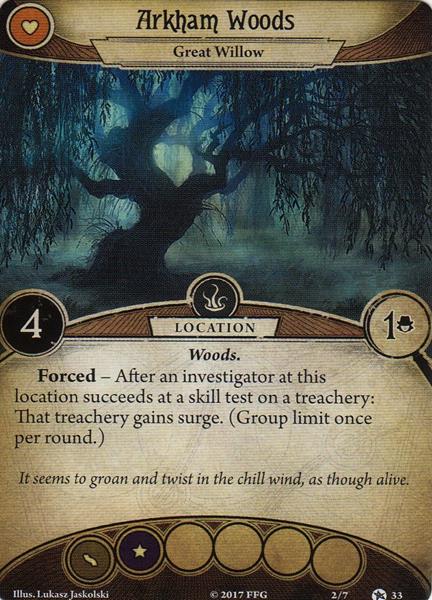 Arkham Woods
Great Willow
4
LOCATION
1
Woods.
Forced – After an investigator at this
location succeeds at a skill test on a treachery:
That treachery gains surge. (Group limit once
per round.)
It seems to groan and twist in the chill wind, as though alive.
Illus. Lukasz Jaskolski
© 2017 FFG
2/7
33